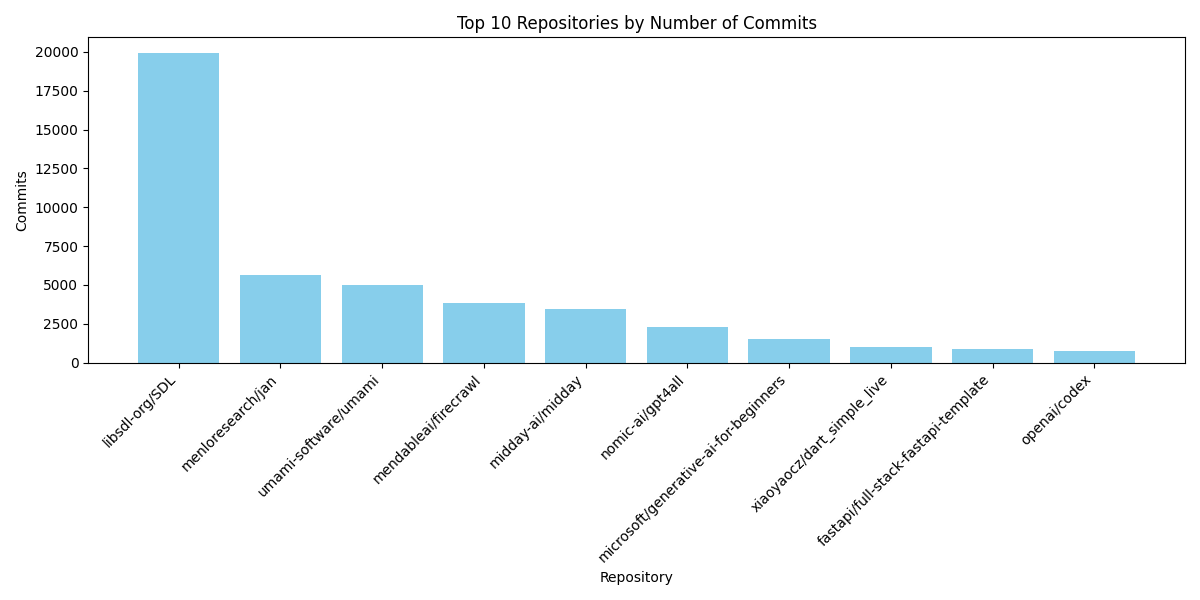 Top 10 Repositories by Number of Commits
Commits
20000
17500
15000
12500
10000
7500
5000
2500
0
libsdl-org/SDL
menloresearch/jan
umami-software/umami
mendableai/firecrawl
midday-ai/midday
nomic-ai/gpt4all
microsoft/generative-ai-for-beginners
xiaoyaocz/dart_simple_live
fastapi/full-stack-fastapi-template
openai/codex
Repository